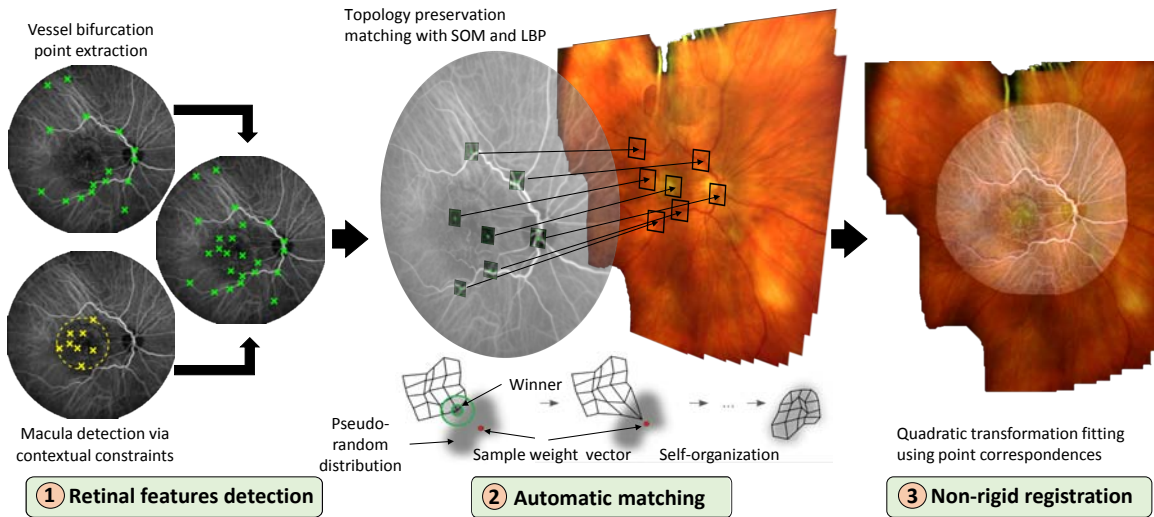 Vessel bifurcation
point extraction
Macula detection via
contextual constraints
1 Retinal features detection
Topology preservation
matching with SOM and LBP
Winner
Pseudo-
random
distribution
Sample weight vector
Self-organization
...
2 Automatic matching
Quadratic transformation fitting
using point correspondences
3 Non-rigid registration